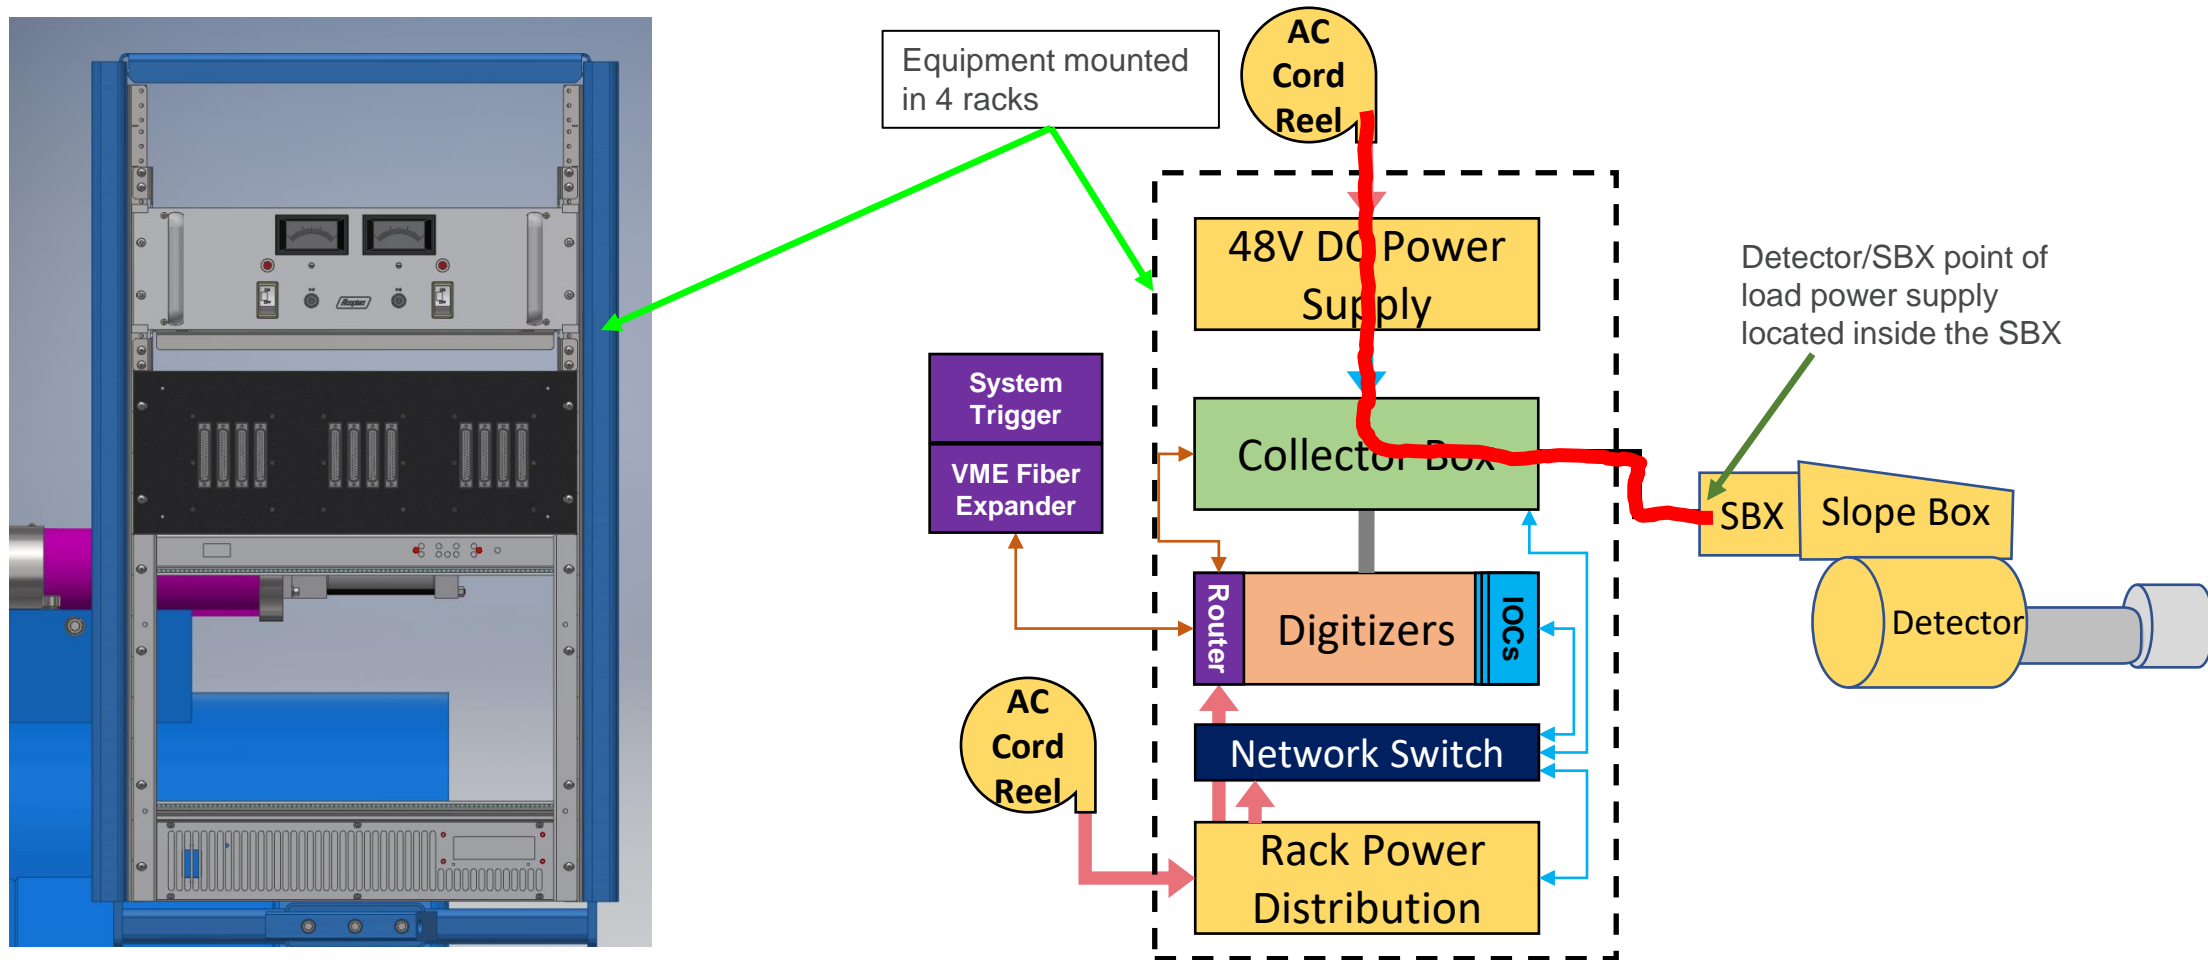 Equipment mounted
in 4 racks
AC
Cord
Reel
48V DC Power
Supply
Detector/SBX point of
load power supply
located inside the SBX
System
Trigger
VME Fiber
Expander
Collector Box
SBX
Slope Box
Router
Digitizers
IOCs
Detector
AC
Cord
Reel
Network Switch
Rack Power
Distribution